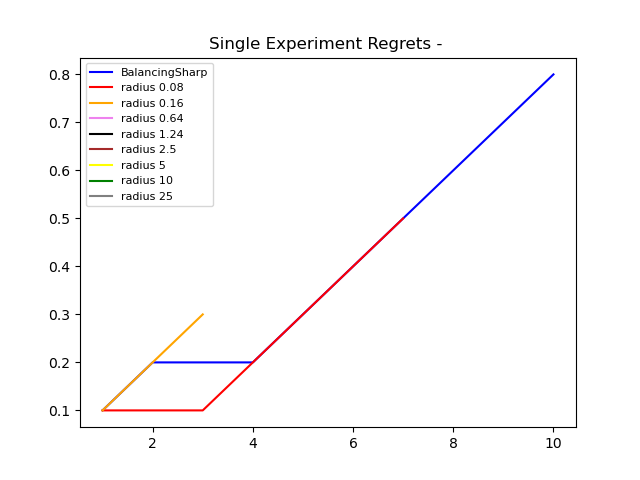 Single Experiment Regrets -
BalancingSharp
radius 0.08
radius 0.16
radius 0.64
radius 1.24
radius 2.5
radius 5
radius 10
radius 25
0.8
0.7
0.6
0.5
0.4
0.3
0.2
0.1
2 4 6 8 10